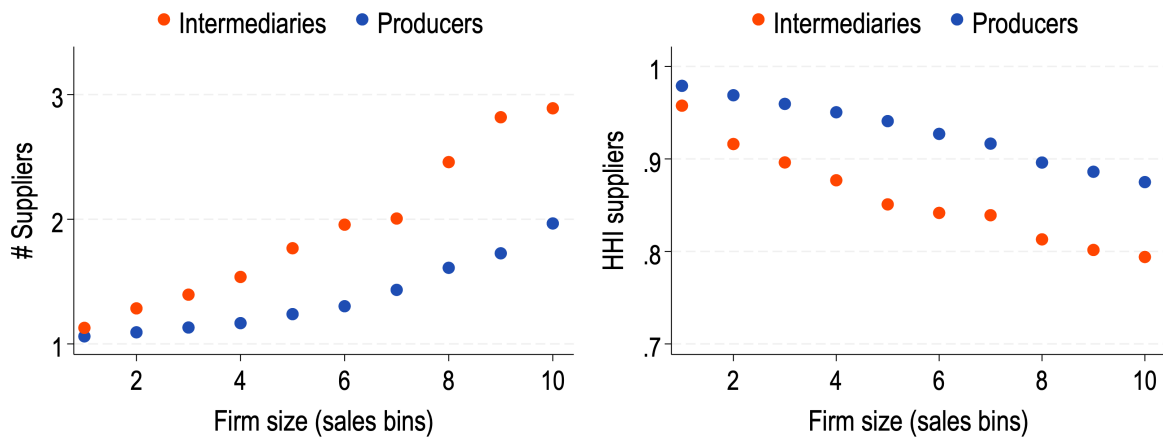 Intermediaries Producers
# Suppliers
3
2
1
2 4 6 8 10
Firm size (sales bins)
Intermediaries Producers
HHI suppliers
1
.9
.8
.7
2 4 6 8 10
Firm size (sales bins)